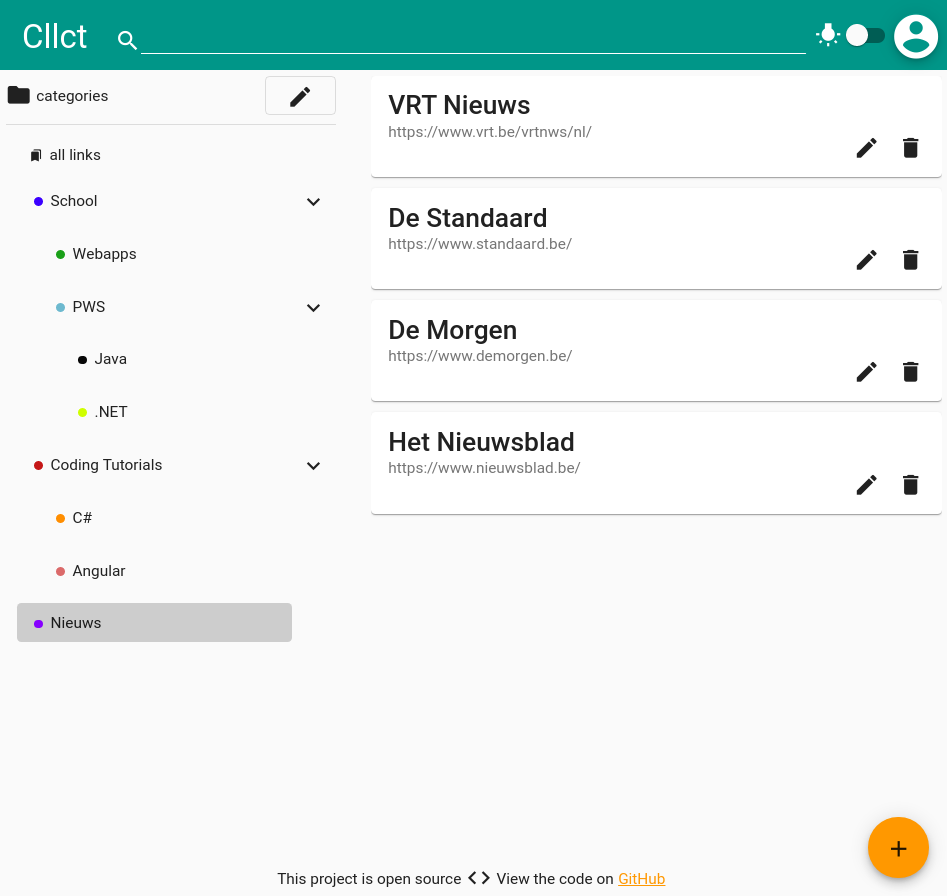 Cllct
categories
all links
School
Webapps
PWS
Java
.NET
Coding Tutorials
C#
Angular
Nieuws
VRT Nieuws
https://www.vrt.be/vrtnws/nl/
De Standaard
https://www.standaard.be/
De Morgen
https://www.demorgen.be/
Het Nieuwsblad
https://www.nieuwsblad.be/
This project is open source <> View the code on GitHub